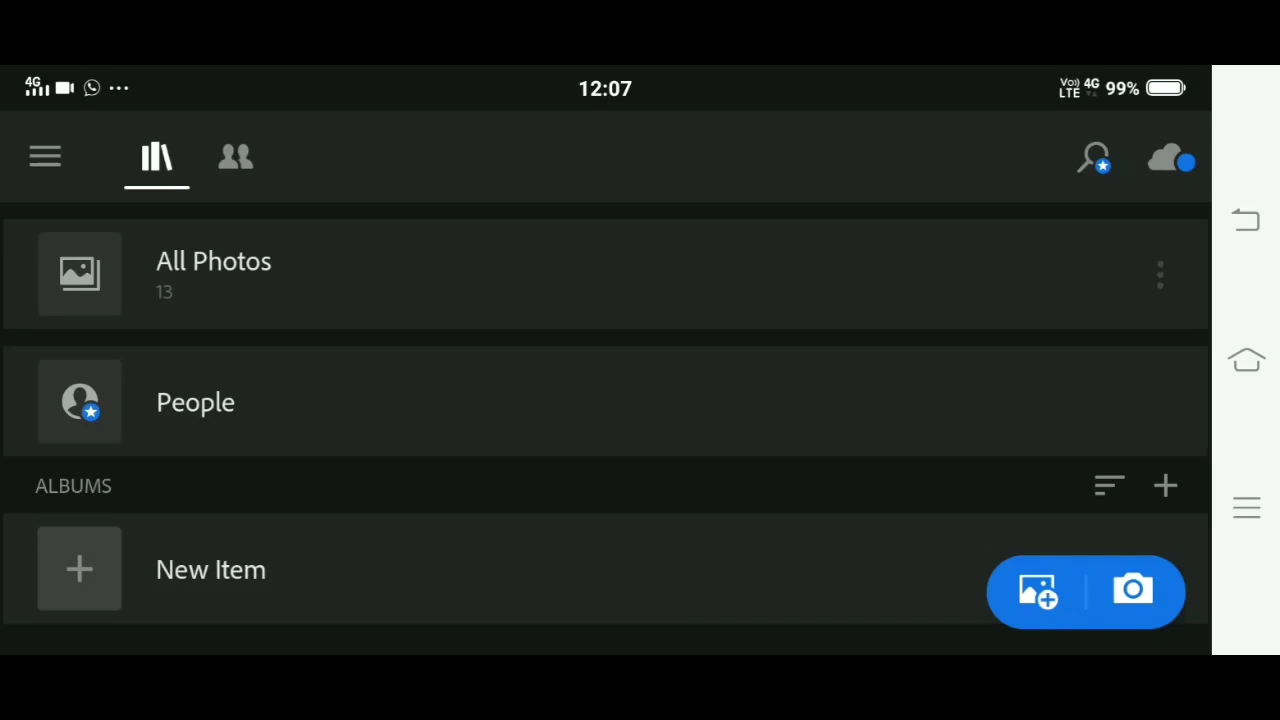 4G 12:07 Vo)) LTE 4G 99%
All Photos
13
People
ALBUMS
New Item